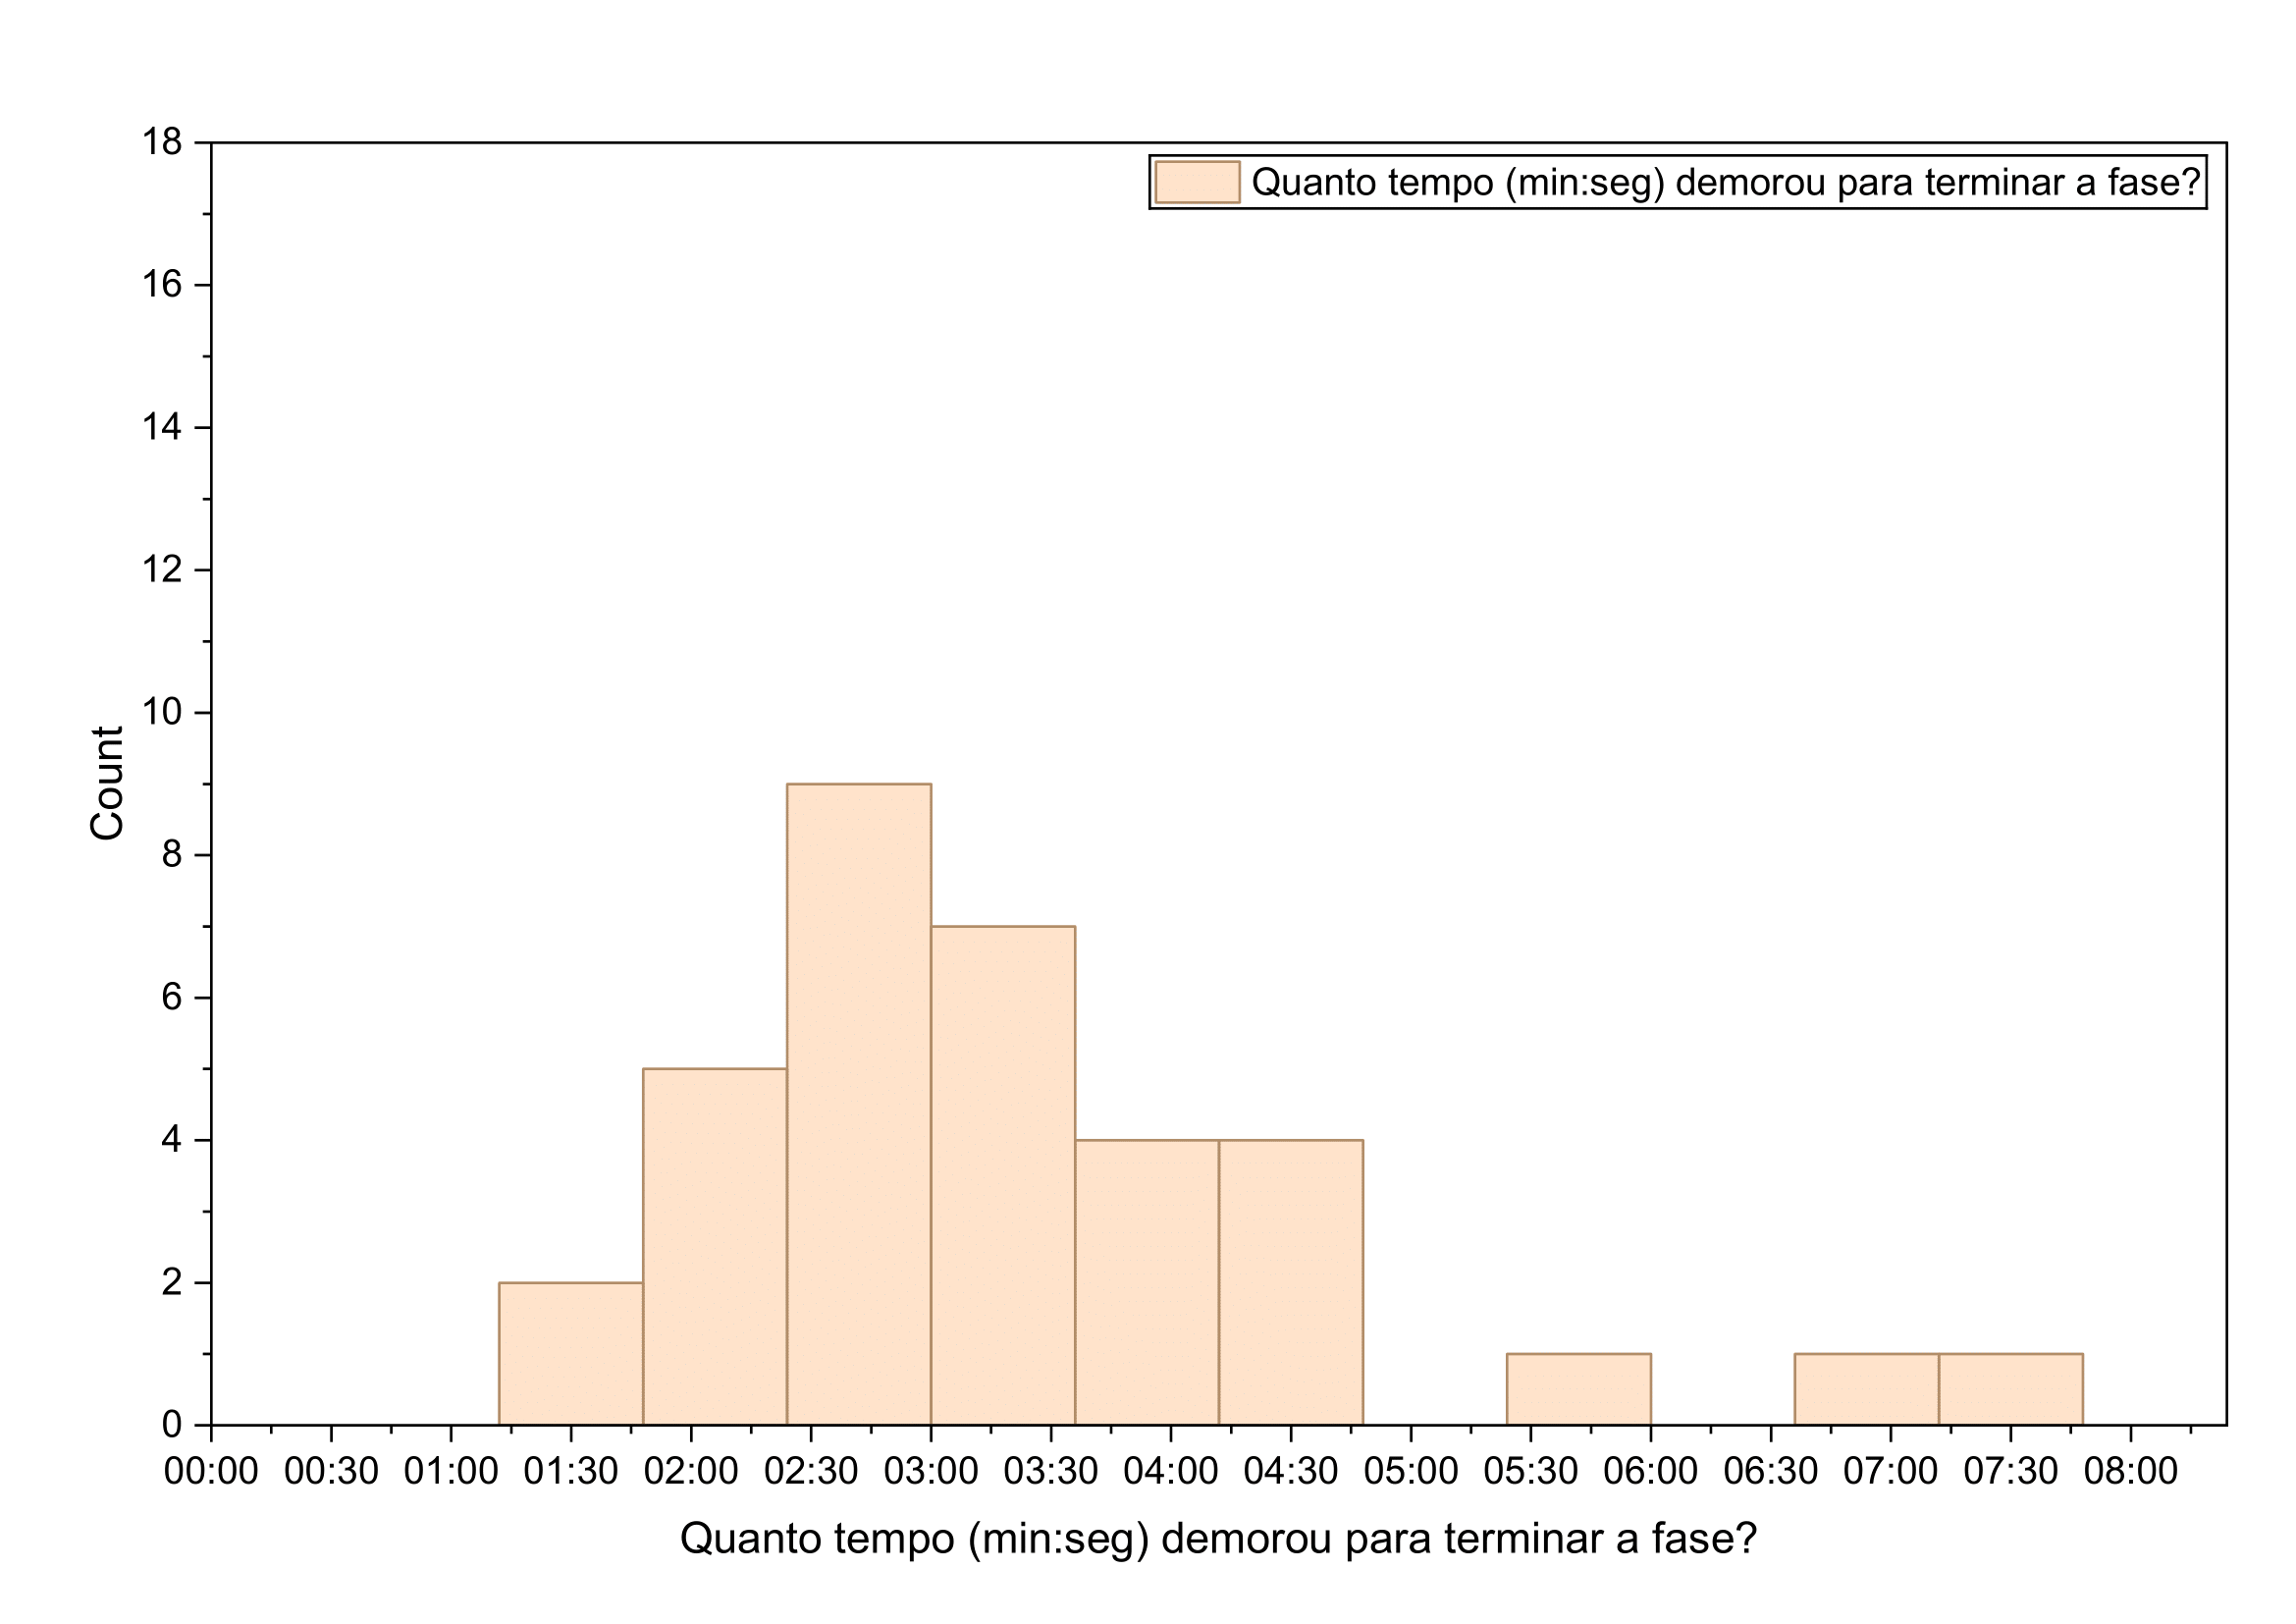 Quanto tempo (min:seg) demorou para terminar a fase?
18
16
14
12
10
8
6
4
2
0
Count
00:00 00:30 01:00 01:30 02:00 02:30 03:00 03:30 04:00 04:30 05:00 05:30 06:00 06:30 07:00 07:30 08:00
Quanto tempo (min:seg) demorou para terminar a fase?